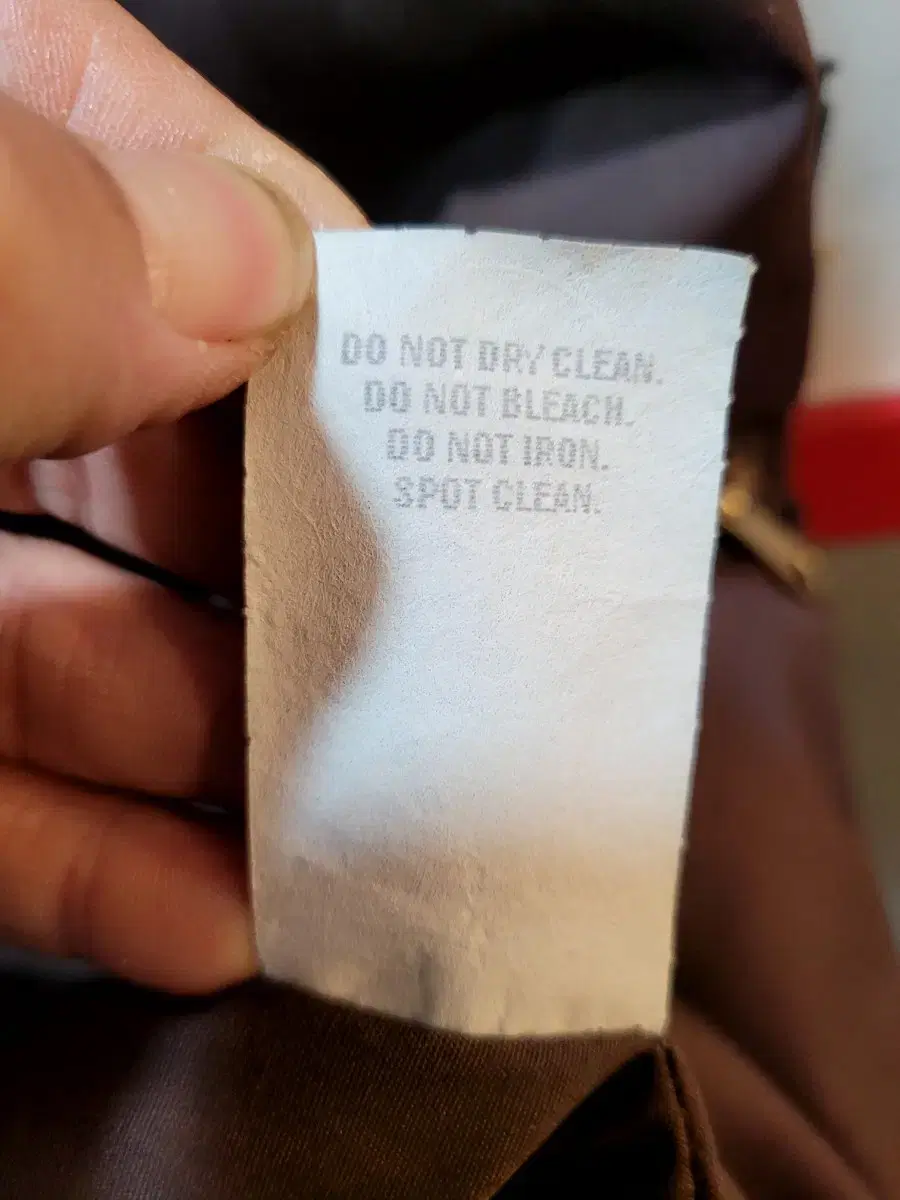 DO NOT DRY CLEAN.
DO NOT BLEACH.
DO NOT IRON.
SPOT CLEAN.